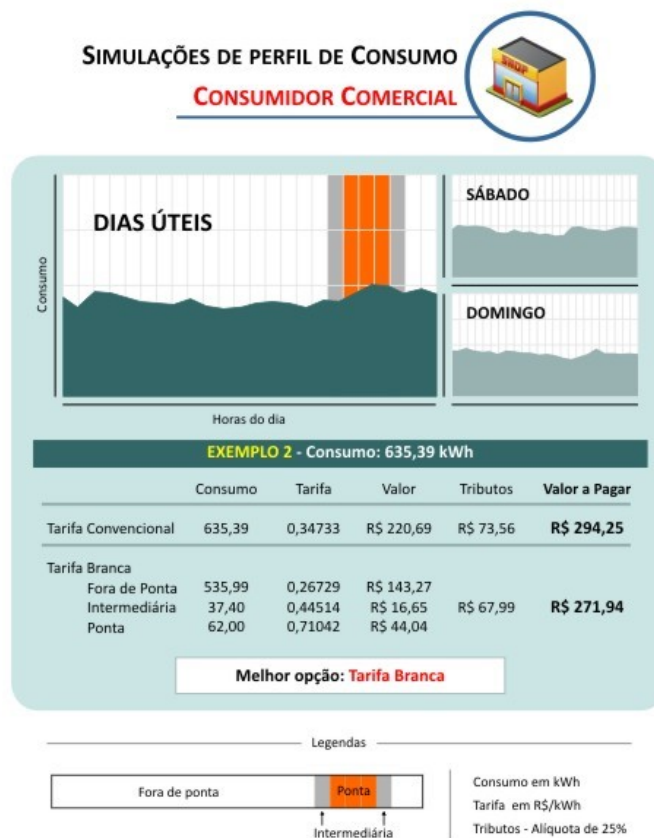 SIMULAÇÕES DE PERFIL DE CONSUMO
CONSUMIDOR COMERCIAL
SHOP
DIAS ÚTEIS
SÁBADO
DOMINGO
Consumo
Horas do dia
EXEMPLO 2 - Consumo: 635,39 kWh
Consumo Tarifa Valor Tributos Valor a Pagar
Tarifa Convencional 635,39 0,34733 R$ 220,69 R$ 73,56 R$ 294,25
Tarifa Branca
Fora de Ponta 535,99 0,26729 R$ 143,27
Intermediária 37,40 0,44514 R$ 16,65 R$ 67,99 R$ 271,94
Ponta 62,00 0,71042 R$ 44,04
Melhor opção: Tarifa Branca
Legendas
Fora de ponta Ponta
Intermediária
Consumo em kWh
Tarifa em R$/kWh
Tributos - Alíquota de 25%